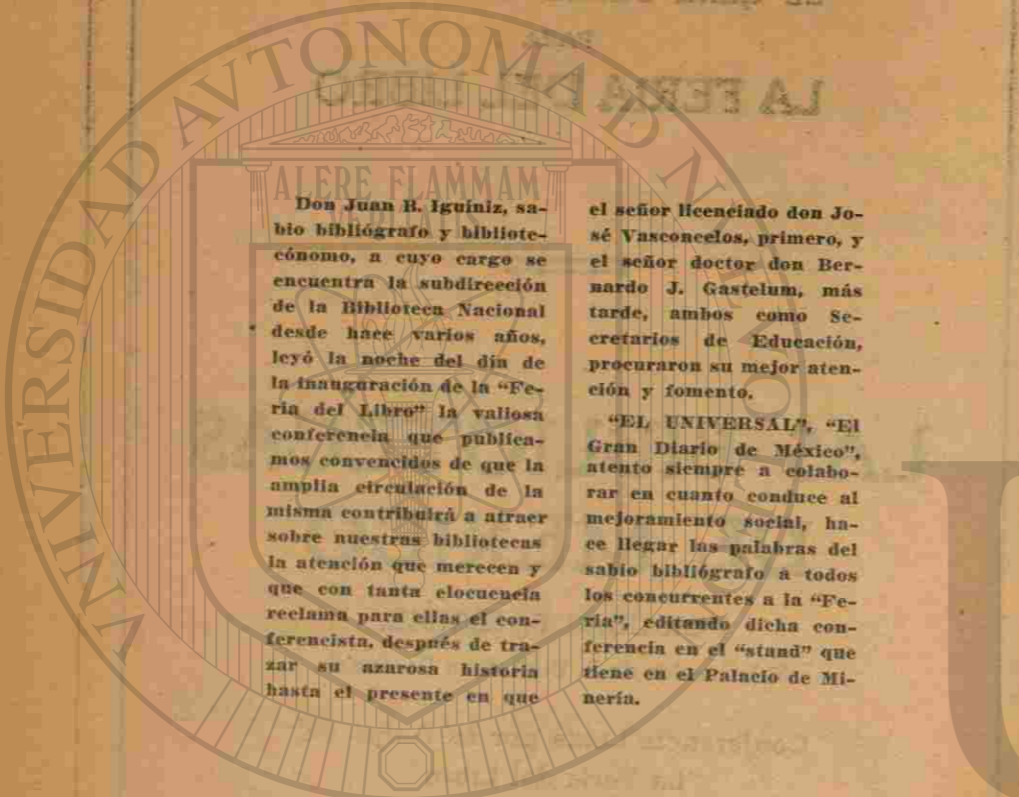 LA FERIA DEL LIBRO
UNIVERSIDAD AVTONOMA D
ALERE FLAMMAM
Don Juan B. Iguiniz, sa-
bio bibliógrafo y bibliote-
cónomo, a cuyo cargo se
encuentra la subdirección
de la Biblioteca Nacional
desde hace varios años,
leyó la noche del día de
la inauguración de la “Fe-
ria del Libro” la valiosa
conferencia que publica-
mos convencidos de que la
amplia circulación de la
misma contribuirá a atraer
sobre nuestras bibliotecas
la atención que merecen y
que con tanta elocuencia
reclama para ellas el con-
ferencista, después de tra-
zar su azarosa historia
hasta el presente en que
el señor licenciado don Jo-
sé Vasconcelos, primero, y
el señor doctor don Ber-
nardo J. Gastelum, más
tarde, ambos como Se-
cretarios de Educación,
procuraron su mejor aten-
ción y fomento.
“EL UNIVERSAL”, “El
Gran Diario de México”,
atento siempre a colabo-
rar en cuanto conduce al
mejoramiento social, ha-
ce llegar las palabras del
sabio bibliógrafo a todos
los concurrentes a la “Fe-
ria”, editando dicha con-
ferencia en el “stand” que
tiene en el Palacio de Mi-
nería.